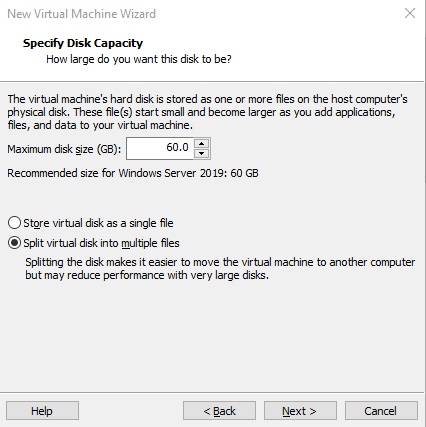 New Virtual Machine Wizard
Specify Disk Capacity
How large do you want this disk to be?
The virtual machine's hard disk is stored as one or more files on the host computer's
physical disk. These file(s) start small and become larger as you add applications,
files, and data to your virtual machine.
Maximum disk size (GB): 60.0
Recommended size for Windows Server 2019: 60 GB
Store virtual disk as a single file
Split virtual disk into multiple files
Splitting the disk makes it easier to move the virtual machine to another computer
but may reduce performance with very large disks.
Help < Back Next > Cancel